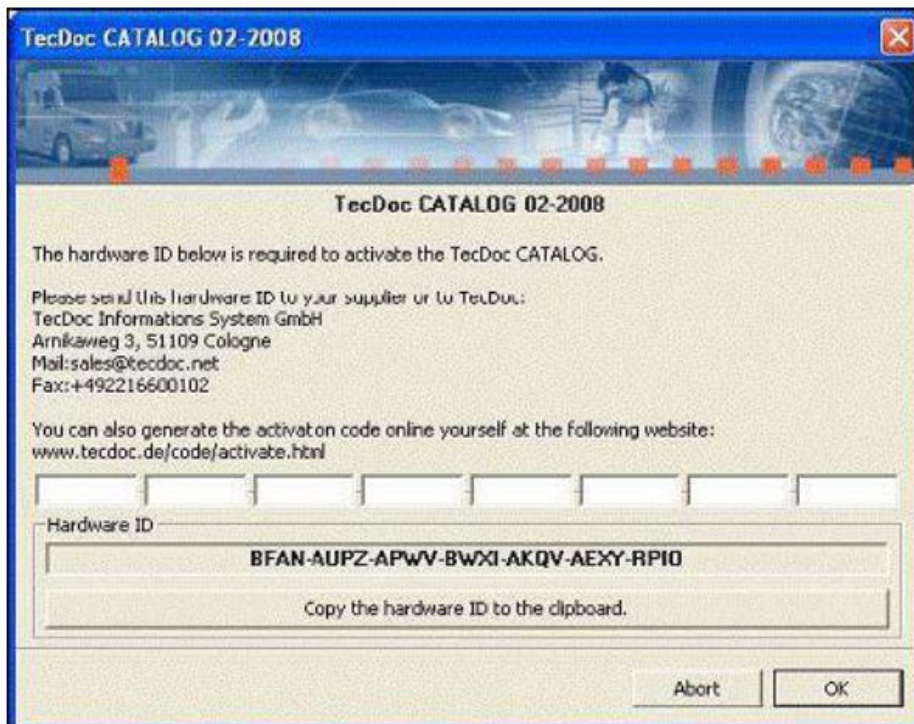 TecDoc CATALOG 02-2008
TecDoc CATALOG 02-2008
The hardware ID below is required to activate the TecDoc CATALOG.
Please send this hardware ID to your supplier or to TecDoc:
TecDoc Informations System GmbH
Arnikaweg 3, 51109 Cologne
Mail:sales@tecdoc.net
Fax:+492216600102
You can also generate the activaton code online yourself at the following website:
www.tecdoc.de/code/activate.html
Hardware ID
BFAN-AUPZ-APWV-BWXI-AKQV-AEXY-RPIO
Copy the hardware ID to the clipboard.
Abort OK